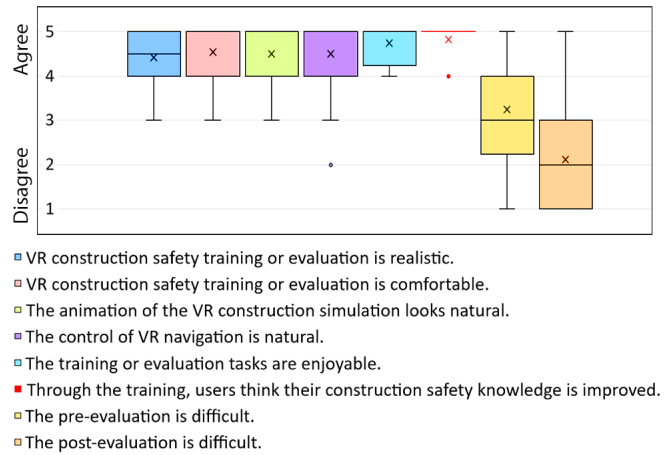 Agree
Disagree
5
4
3
2
1
VR construction safety training or evaluation is realistic.
VR construction safety training or evaluation is comfortable.
The animation of the VR construction simulation looks natural.
The control of VR navigation is natural.
The training or evaluation tasks are enjoyable.
Through the training, users think their construction safety knowledge is improved.
The pre-evaluation is difficult.
The post-evaluation is difficult.